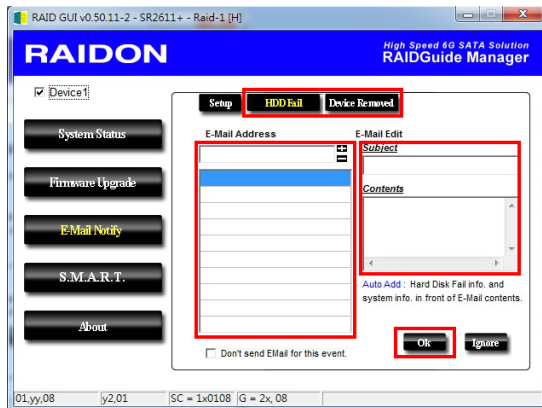 RAID GUI v0.50.11-2 - SR2611+ - Raid-1 [H]
RAIDON
High Speed 6G SATA Solution
RAIDGuide Manager
Device1
System Status
Firmware Upgrade
E-Mail Notify
S.M.A.R.T.
About
Setup HDD Fail Device Removed
E-Mail Address
E-Mail Edit
Subject
Contents
Auto Add : Hard Disk Fail info. and
system info. in front of E-Mail contents.
Don't send EMail for this event.
Ok Ignore
01,yy,08 y2,01 SC = 1x0108 G = 2x, 08